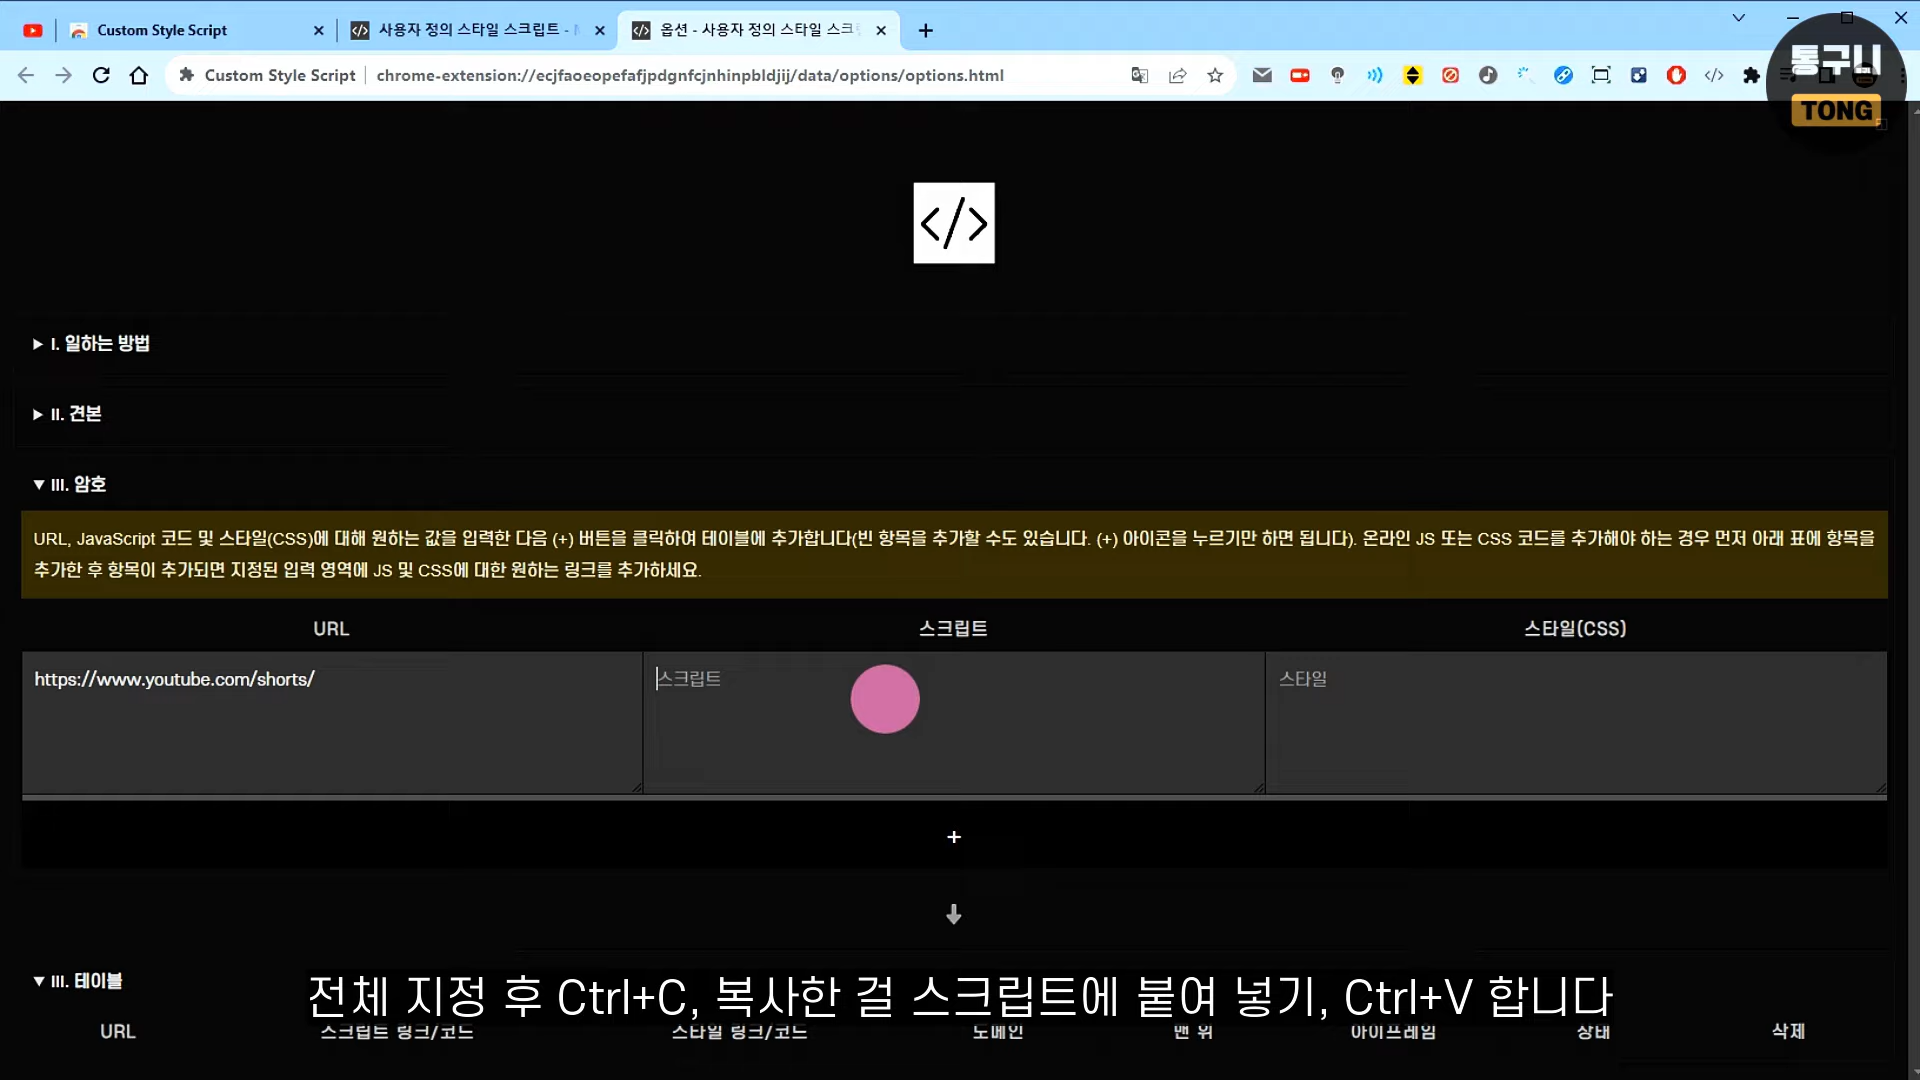 Custom Style Script
사용자 정의 스타일 스크립트 -
옵션 - 사용자 정의 스타일 스크
통구니
TONG
Custom Style Script
chrome-extension://ecjfaoeopefafjpdgnfcjnhinpbldjij/data/options/options.html
</>
I. 일하는 방법
II. 견본
III. 암호
URL, JavaScript 코드 및 스타일(CSS)에 대해 원하는 값을 입력한 다음 (+) 버튼을 클릭하여 테이블에 추가합니다(빈 항목을 추가할 수도 있습니다. (+) 아이콘을 누르기만 하면 됩니다). 온라인 JS 또는 CSS 코드를 추가해야 하는 경우 먼저 아래 표에 항목을
추가한 후 항목이 추가되면 지정된 입력 영역에 JS 및 CSS에 대한 원하는 링크를 추가하세요.
URL 스크립트 스타일(CSS)
https://www.youtube.com/shorts/ 스크립트 스타일
+
III. 테이블
전체 지정 후 Ctrl+C, 복사한 걸 스크립트에 붙여 넣기, Ctrl+V 합니다
URL 스크립트 링크/코드 스타일 링크/코드 도메인 맨 위 아이프레임 상태 삭제